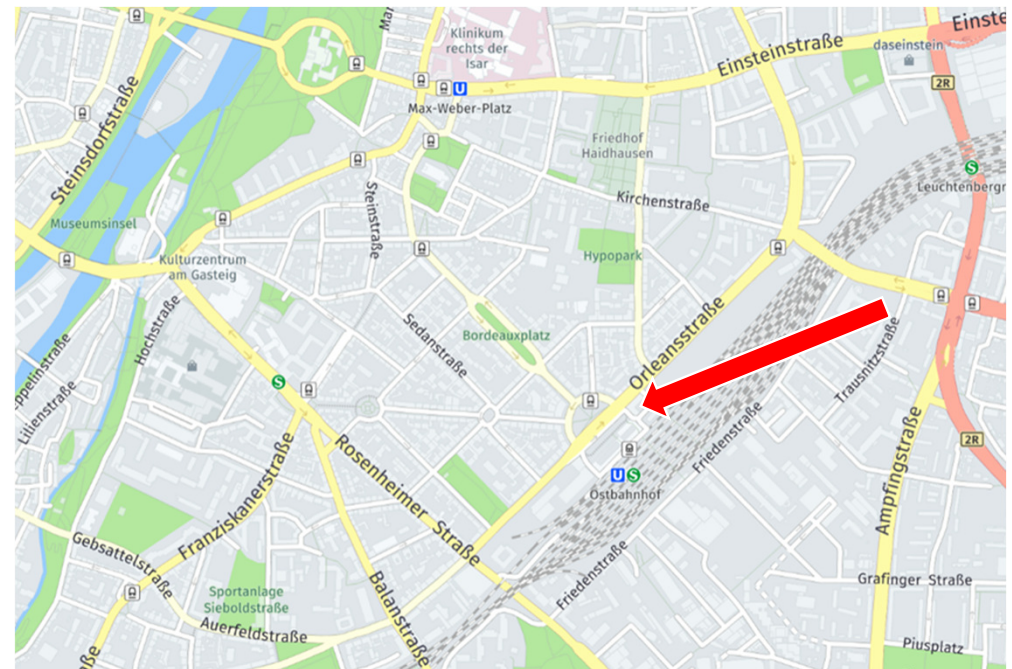 Einste
Klinikum
rechts der
Isar
Einsteinstraße
daseinstein
2R
U
Max-Weber-Platz
Steinsdorfstraße
Friedhof
Haidhausen
S
Leuchtenbergr
Kirchenstraße
Steinstraße
Museumsinsel
Kulturzentrum
am Gasteig
Hypopark
Hochstraße
Orleansstraße
Bordeauxplatz
Sedanstraße
Trausnitzstraße
eppelinstraße
Lilienstraße
S
Friedenstraße
Ampfingstraße
2R
Rosenheimer Straße
Franziskanerstraße
U S
Ostbahnhof
Gebsattelstraße
Friedenstraße
Grafinger Straße
Balanstraße
Sportanlage
Sieboldstraße
Auerfeldstraße
Piusplatz